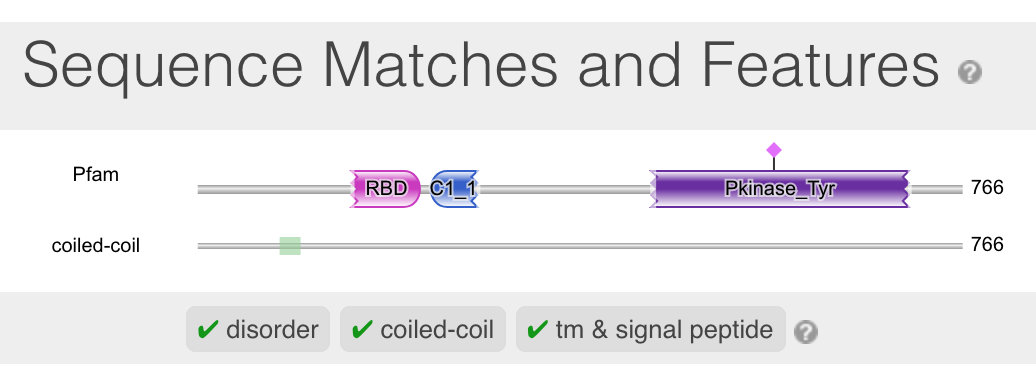 Sequence Matches and Features ?
Pfam RBD C1_1 Pkinase_Tyr 766
coiled-coil 766
✔ disorder ✔ coiled-coil ✔ tm & signal peptide ?